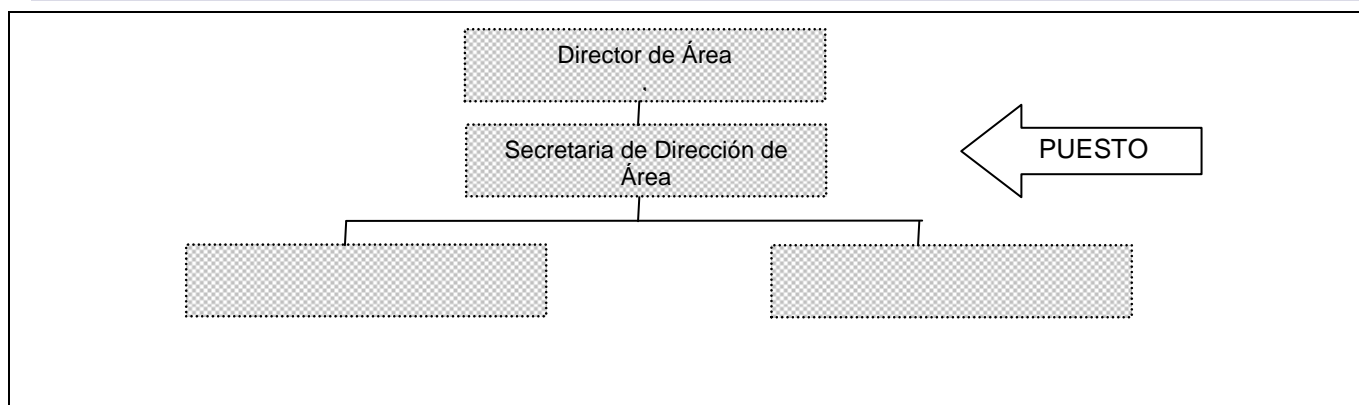 Director de Área
.
Secretaria de Dirección de
Área
PUESTO